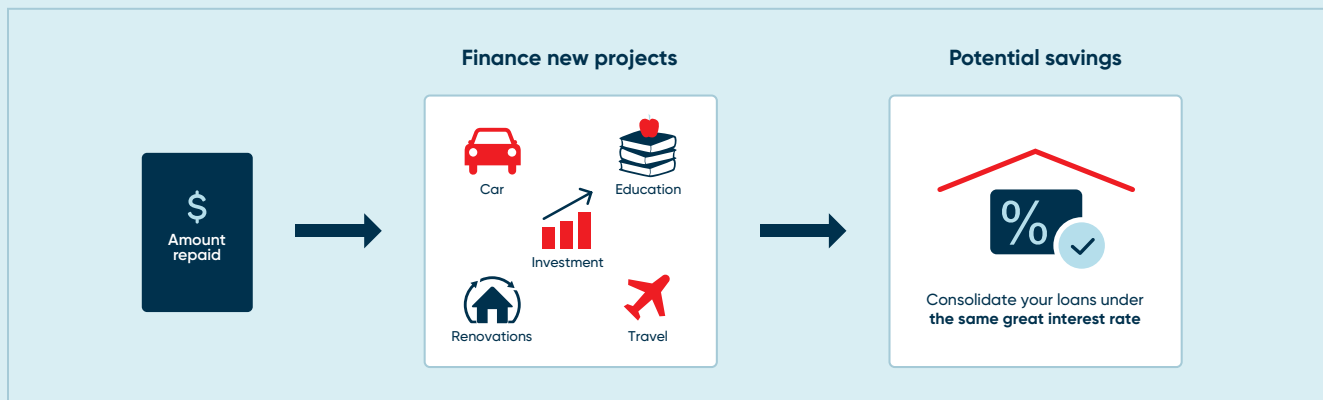 Finance new projects
Potential savings
$
Amount
repaid
Car
Education
Investment
Renovations
Travel
%
Consolidate your loans under
the same great interest rate